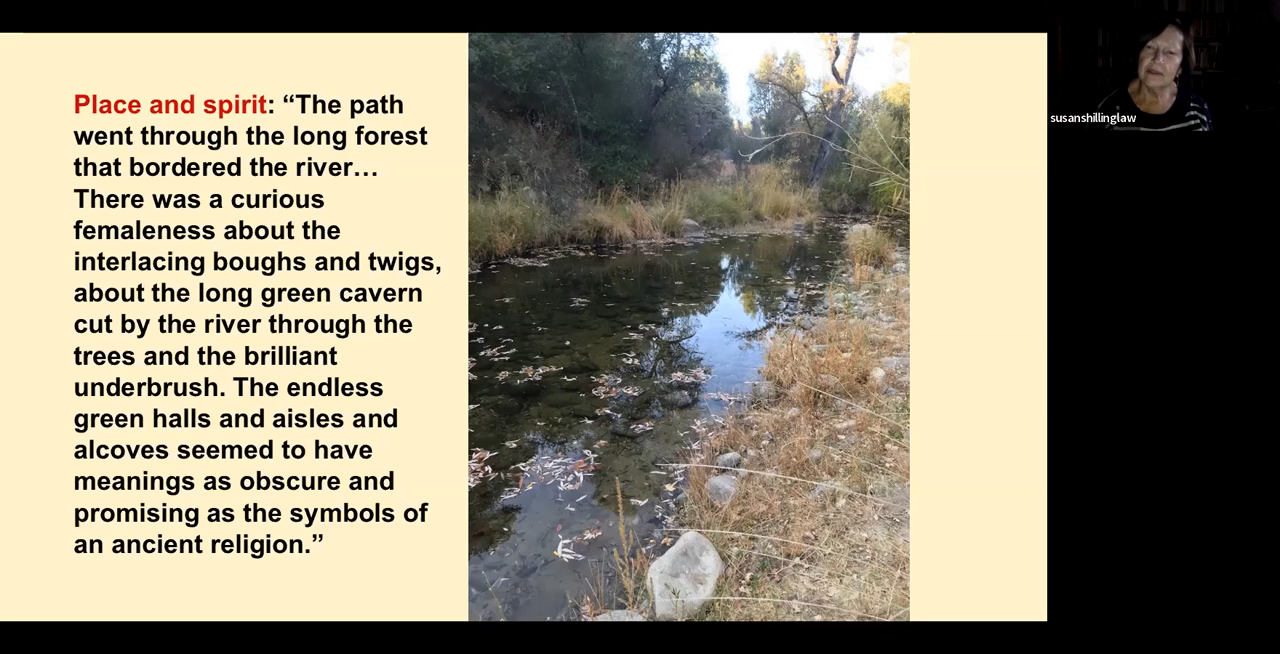 Place and spirit: “The path
went through the long forest
that bordered the river…
There was a curious
femaleness about the
interlacing boughs and twigs,
about the long green cavern
cut by the river through the
trees and the brilliant
underbrush. The endless
green halls and aisles and
alcoves seemed to have
meanings as obscure and
promising as the symbols of
an ancient religion.”
susanshillinglaw